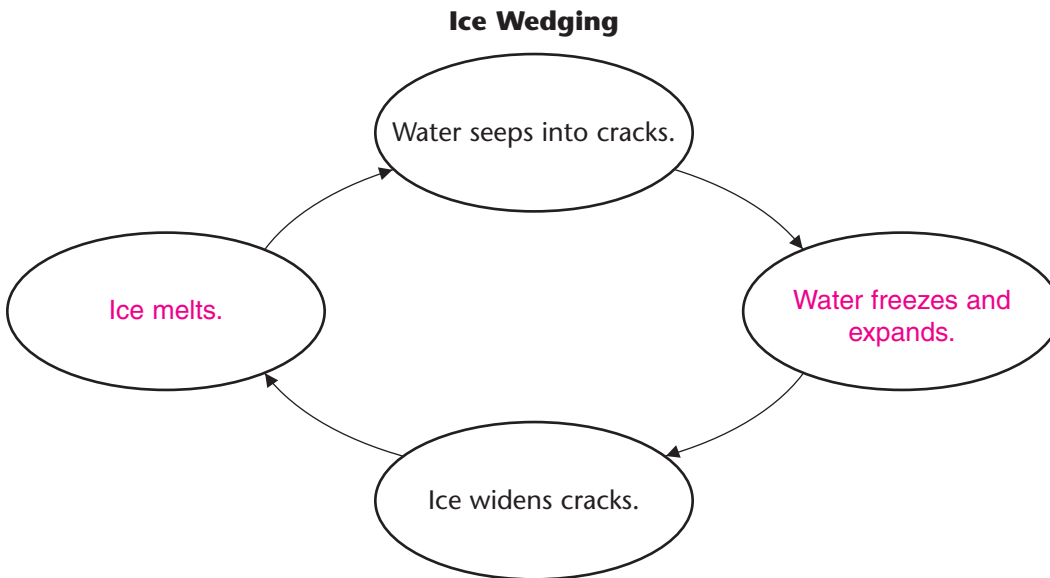 Ice Wedging
Water seeps into cracks.
Ice melts.
Water freezes and
expands.
Ice widens cracks.